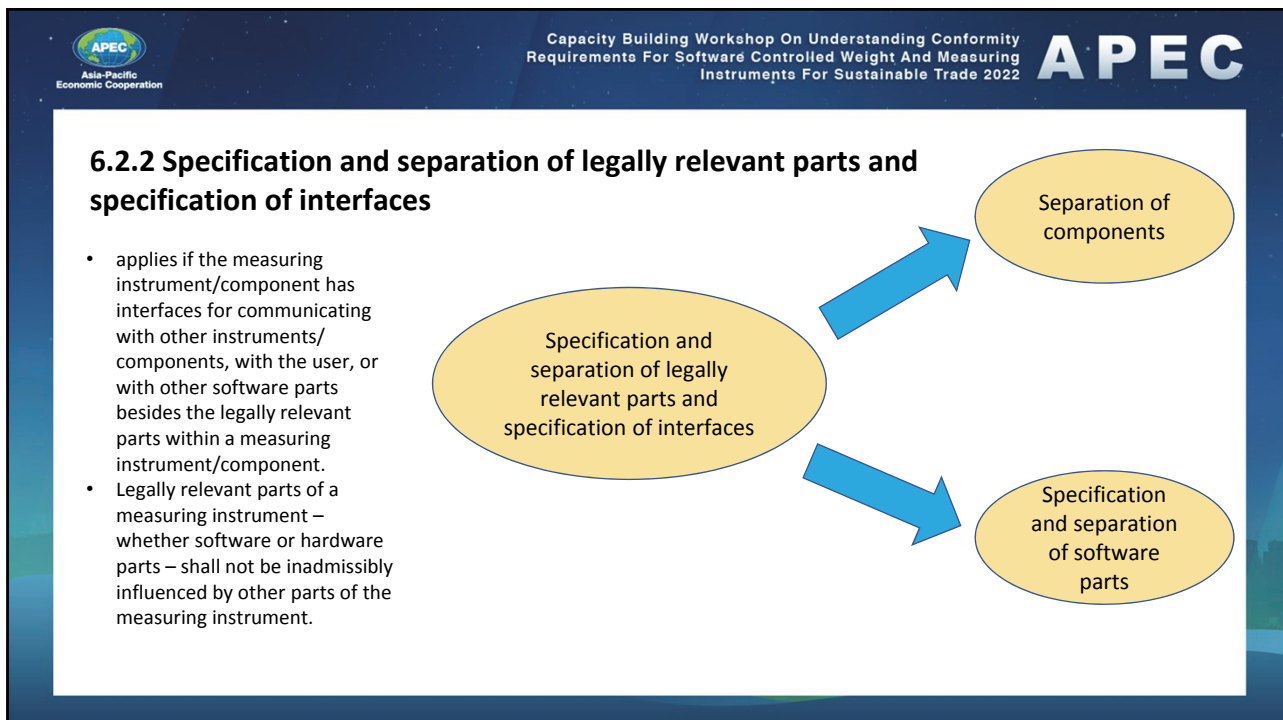 APEC
Asia-Pacific
Economic Cooperation
Capacity Building Workshop On Understanding Conformity
Requirements For Software Controlled Weight And Measuring
Instruments For Sustainable Trade 2022
APEC
6.2.2 Specification and separation of legally relevant parts and
specification of interfaces
• applies if the measuring
instrument/component has
interfaces for communicating
with other instruments/
components, with the user, or
with other software parts
besides the legally relevant
parts within a measuring
instrument/component.
• Legally relevant parts of a
measuring instrument –
whether software or hardware
parts – shall not be inadmissibly
influenced by other parts of the
measuring instrument.
Specification and
separation of legally
relevant parts and
specification of interfaces
Separation of
components
Specification
and separation
of software
parts